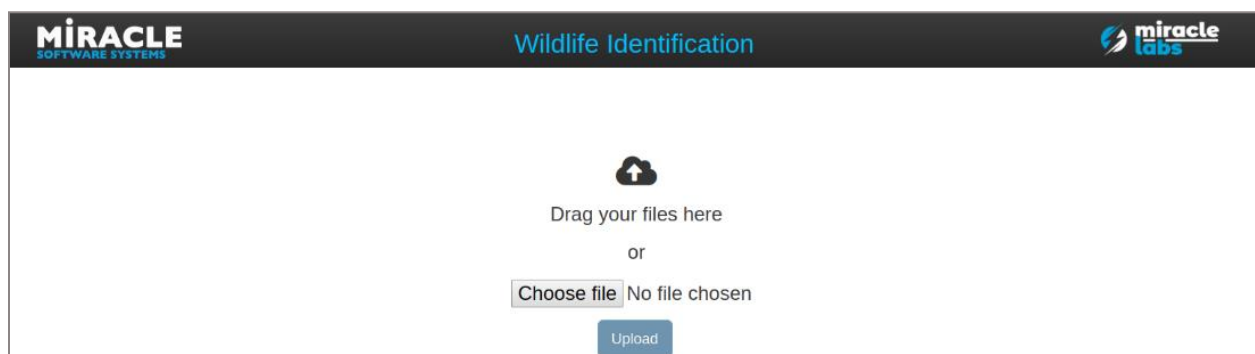 MiRACLE
SOFTWARE SYSTEMS
Wildlife Identification
miracle
labs
Drag your files here
or
Choose file No file chosen
Upload